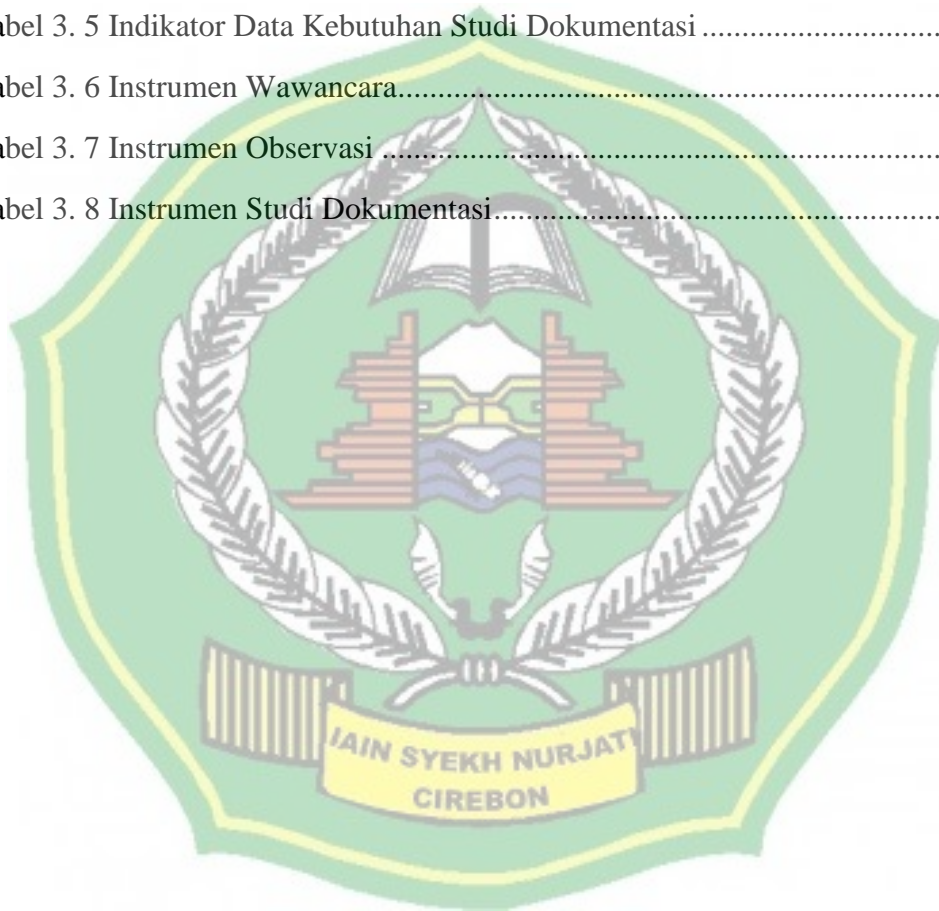 abel 3. 5 Indikator Data Kebutuhan Studi Dokumentasi..............................
abel 3. 6 Instrumen Wawancara....................................................................
abel 3. 7 Instrumen Observasi ......................................................................
abel 3. 8 Instrumen Studi Dokumentasi........................................................
IAIN SYEKH NURJATI
CIREBON